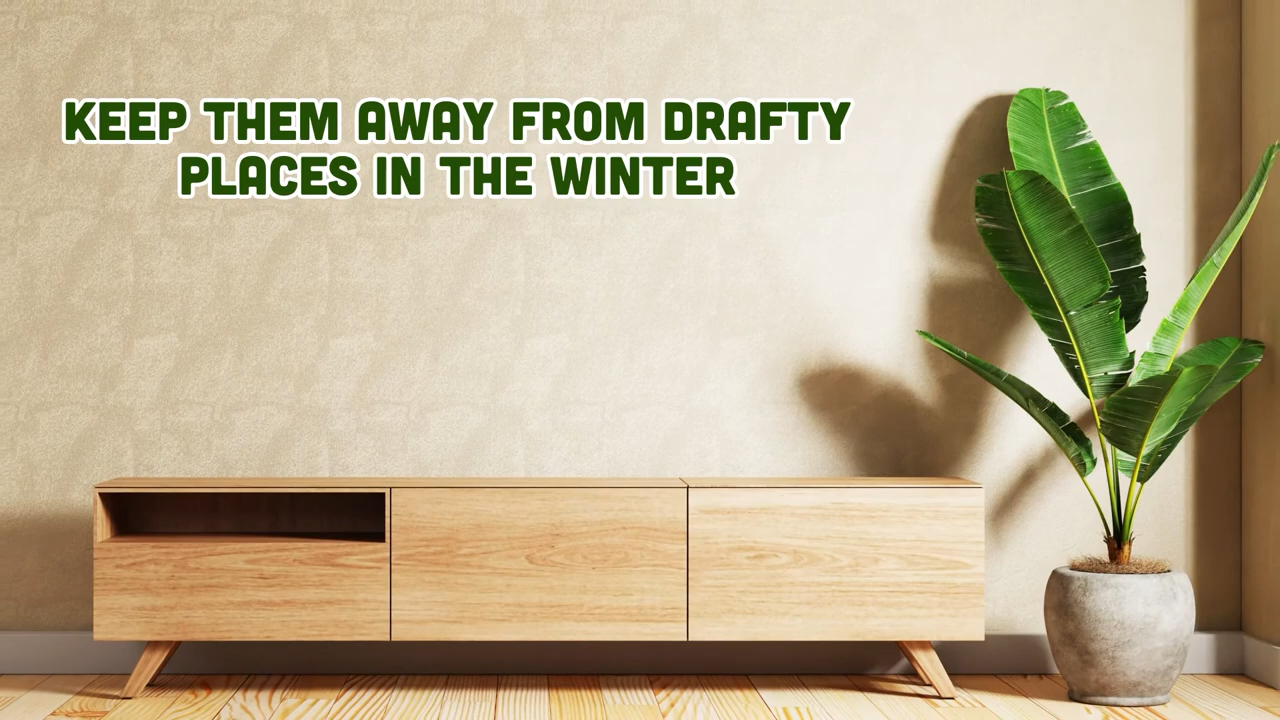 KEEP THEM AWAY FROM DRAFTY
PLACES IN THE WINTER